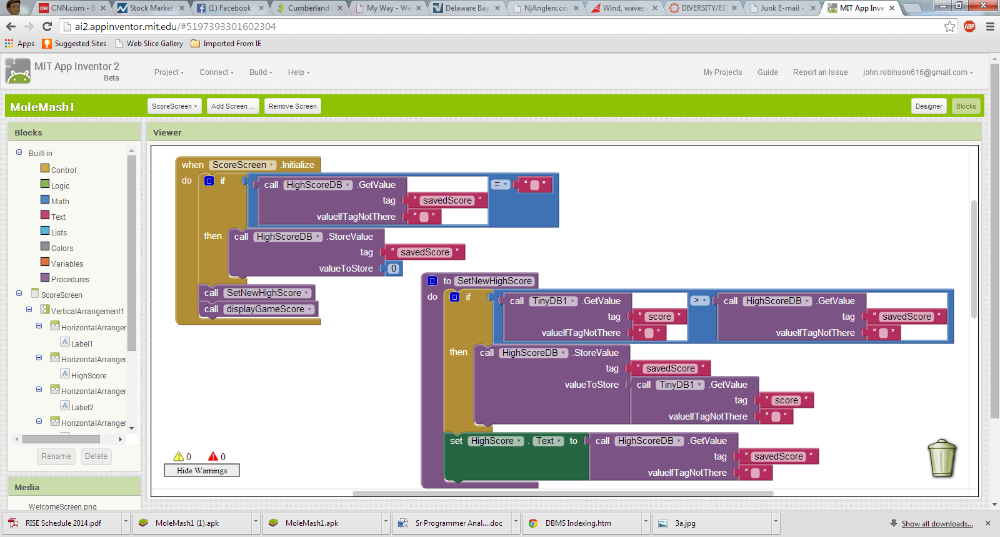 CNN.com - B
Stock Market
(1) Facebook
Cumberland
My Way - We
Delaware Bay
NjAnglers.co
Wind, waves
DIVERSITY/ED
Junk E-mail -
MIT App Inve
ai2.appinventor.mit.edu/#5197393301602304
ABP
Apps
Suggested Sites
Web Slice Gallery
Imported From IE
MIT App Inventor 2
Beta
Project
Connect
Build
Help
My Projects
Guide
Report an Issue
john.robinson616@gmail.com
MoleMash1
ScoreScreen
Add Screen ...
Remove Screen
Designer
Blocks
Blocks
Built-in
Control
Logic
Math
Text
Lists
Colors
Variables
Procedures
ScoreScreen
VerticalArrangement1
HorizontalArranger
A Label1
HorizontalArranger
A HighScore
HorizontalArranger
A Label2
HorizontalArranger
Rename
Delete
Media
WelcomeScreen.png
Viewer
when ScoreScreen .Initialize
do if call HighScoreDB .GetValue = " "
tag " savedScore "
valueIfTagNotThere " "
then call HighScoreDB .StoreValue
tag " savedScore "
valueToStore 0
call SetNewHighScore
call displayGameScore
to SetNewHighScore
do if call TinyDB1 .GetValue > call HighScoreDB .GetValue
tag " score " tag " savedScore "
valueIfTagNotThere " " valueIfTagNotThere " "
then call HighScoreDB .StoreValue
tag " savedScore "
valueToStore call TinyDB1 .GetValue
tag " score "
valueIfTagNotThere " "
set HighScore . Text to call HighScoreDB .GetValue
tag " savedScore "
valueIfTagNotThere " "
0 0
Hide Warnings
RISE Schedule 2014.pdf
MoleMash1 (1).apk
MoleMash1.apk
Sr Programmer Anal....doc
DBMS Indexing.htm
3a.jpg
Show all downloads...